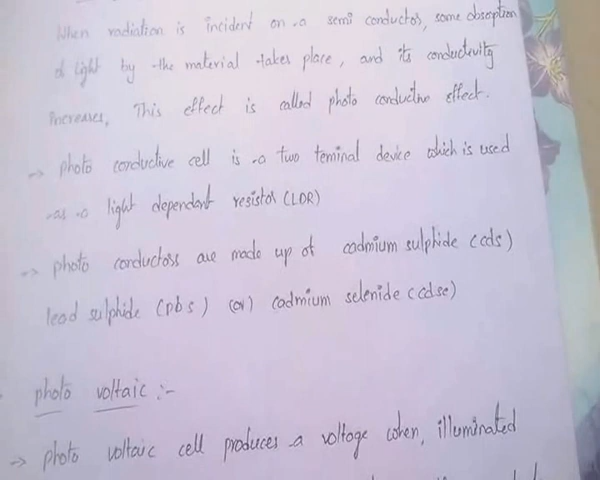 When radiation is incident on a semi conductor, some absorption
of light by the material takes place, and its conductivity
increases, This effect is called photo conductive effect.
→ photo conductive cell is a two teminal device which is used
as a light dependant resistor (LDR)
→ photo conductors are made up of cadmium sulphide (cds)
lead sulphide (pbs) (or) cadmium selenide (cdse)
photo voltaic :-
→ photo voltaic cell produces a voltage when, illuminated